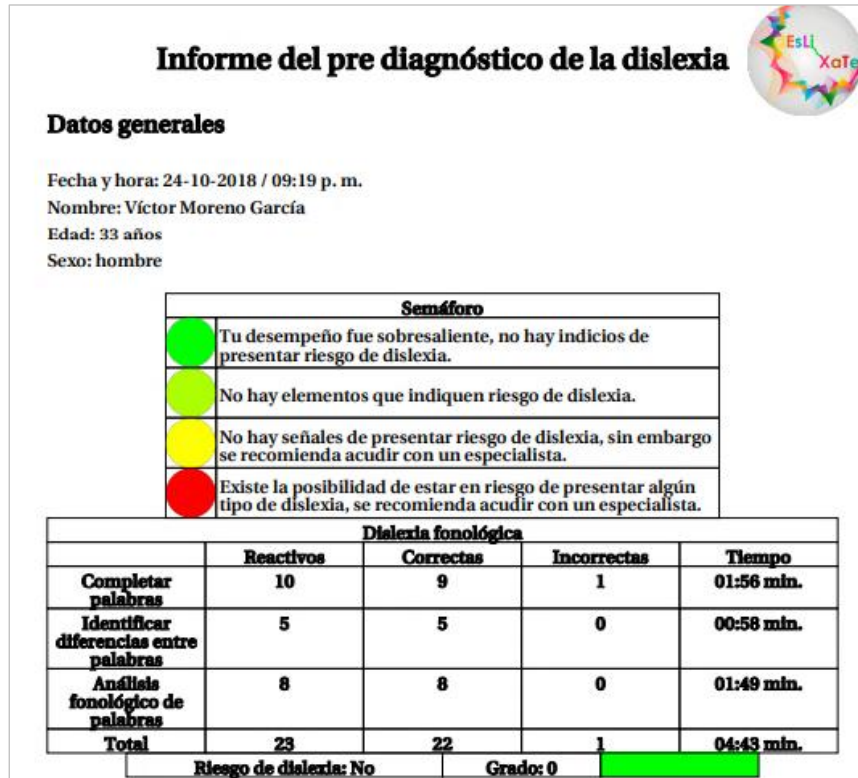 Informe del pre diagnóstico de la dislexia
EsLi
XaTe
Datos generales
Fecha y hora: 24-10-2018 / 09:19 p. m.
Nombre: Víctor Moreno García
Edad: 33 años
Sexo: hombre
Semáforo
Tu desempeño fue sobresaliente, no hay indicios de
presentar riesgo de dislexia.
No hay elementos que indiquen riesgo de dislexia.
No hay señales de presentar riesgo de dislexia, sin embargo
se recomienda acudir con un especialista.
Existe la posibilidad de estar en riesgo de presentar algún
tipo de dislexia, se recomienda acudir con un especialista.
Dislexia fonológica
Reactivos Correctas Incorrectas Tiempo
Completar
palabras
10 9 1 01:56 min.
Identificar
diferencias entre
palabras
5 5 0 00:58 min.
Análisis
fonológico de
palabras
8 8 0 01:49 min.
Total 23 22 1 04:43 min.
Riesgo de dislexia: No Grado: 0